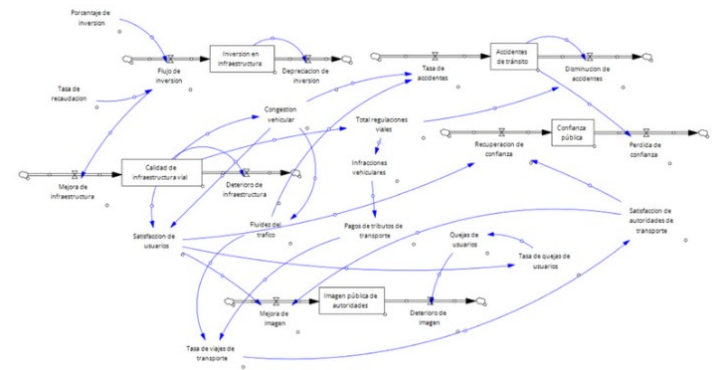 Porcentaje de
inversion
Inversion en
infraestructura
Flujo de
inversion
Depreciacion de
inversion
Accidentes
de tránsito
Tasa de
accidentes
Disminucion de
accidentes
Tasa de
recaudacion
Congestion
vehicular
Total regulaciones
viales
Confianza
pública
Recuperacion de
confianza
Perdida de
confianza
Infracciones
vehiculares
Calidad de
infraestructura vial
Mejora de
infraestructura
Deterioro de
infraestructura
Satisfaccion de
usuarios
Fluidez del
trafico
Pagos de tributos de
transporte
Quejas de
usuarios
Satisfaccion de
autoridades de
transporte
Tasa de quejas de
usuarios
Imagen pública de
autoridades
Mejora de
imagen
Deterioro de
imagen
Tasa de viajes de
transporte